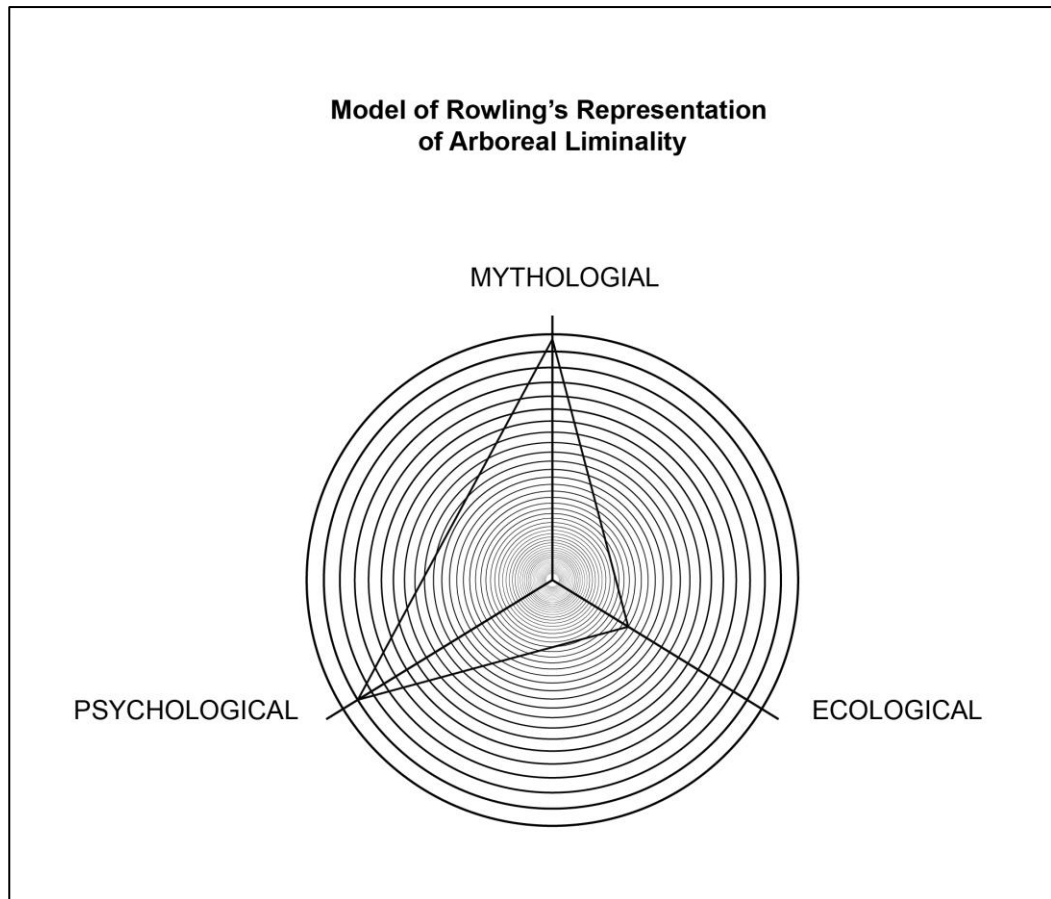 Model of Rowling’s Representation
of Arboreal Liminality
MYTHOLOGIAL
PSYCHOLOGICAL
ECOLOGICAL